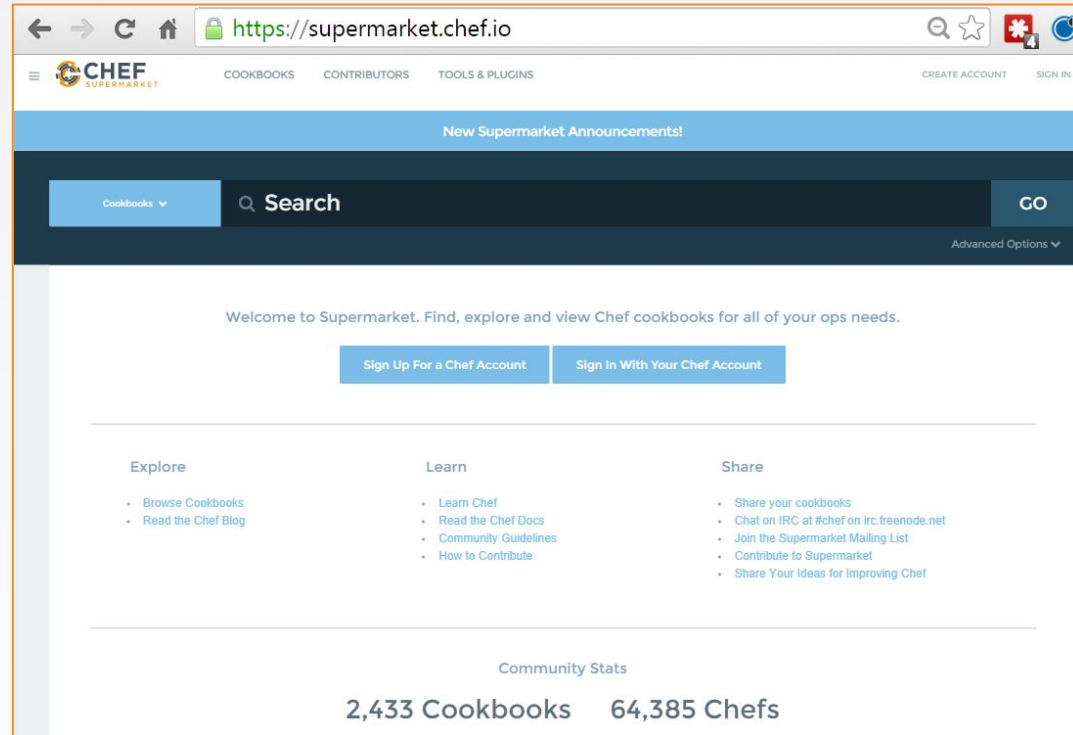 https://supermarket.chef.io
4
CHEF
SUPERMARKET
COOKBOOKS CONTRIBUTORS TOOLS & PLUGINS CREATE ACCOUNT SIGN IN
New Supermarket Announcements!
Cookbooks Search GO
Advanced Options
Welcome to Supermarket. Find, explore and view Chef cookbooks for all of your ops needs.
Sign Up For a Chef Account Sign In With Your Chef Account
Explore
Browse Cookbooks
Read the Chef Blog
Learn
Learn Chef
Read the Chef Docs
Community Guidelines
How to Contribute
Share
Share your cookbooks
Chat on IRC at #chef on irc.freenode.net
Join the Supermarket Mailing List
Contribute to Supermarket
Share Your Ideas for Improving Chef
Community Stats
2,433 Cookbooks 64,385 Chefs